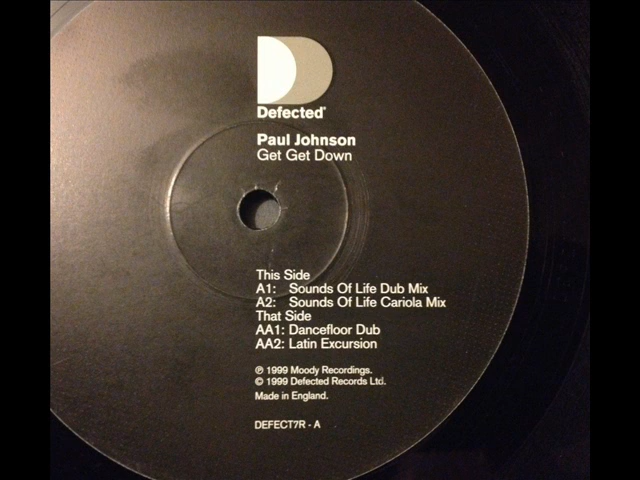 Defected®
Paul Johnson
Get Get Down
This Side
A1: Sounds Of Life Dub Mix
A2: Sounds Of Life Cariola Mix
That Side
AA1: Dancefloor Dub
AA2: Latin Excursion
℗ 1999 Moody Recordings.
© 1999 Defected Records Ltd.
Made in England.
DEFECT7R - A